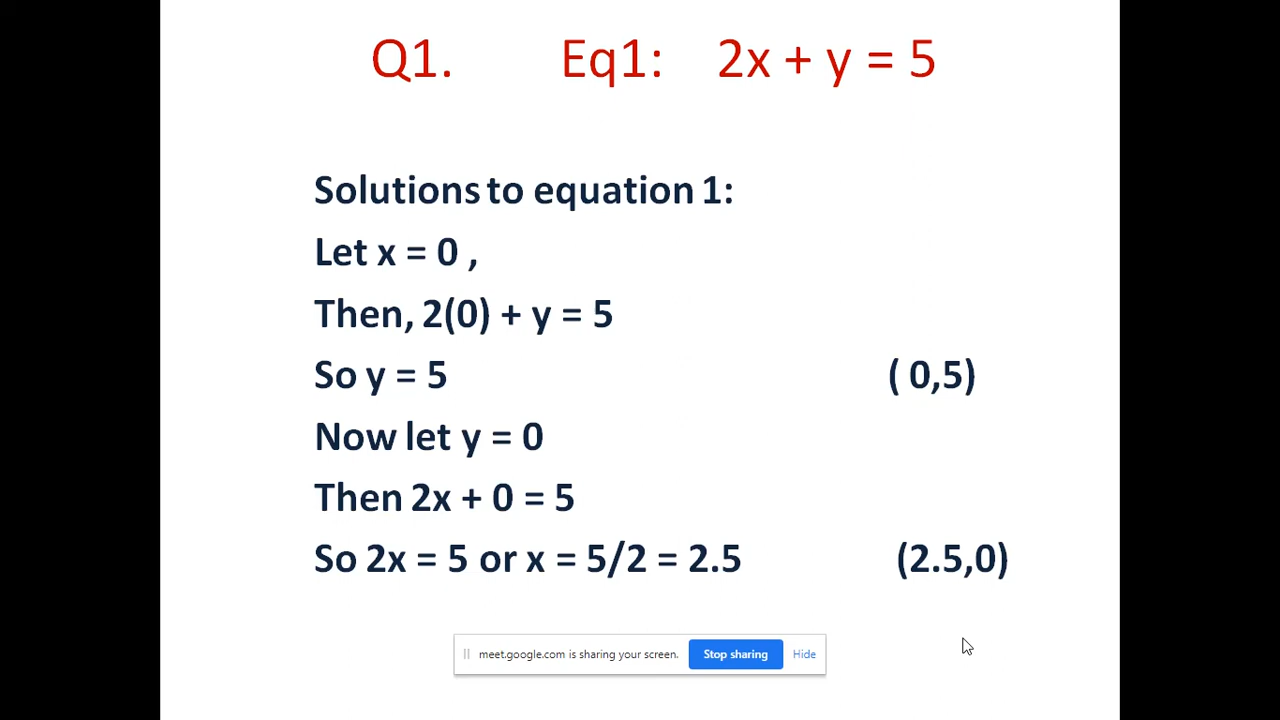 Q1. Eq1: 2x + y = 5
Solutions to equation 1:
Let x = 0 ,
Then, 2(0) + y = 5
So y = 5 ( 0,5)
Now let y = 0
Then 2x + 0 = 5
So 2x = 5 or x = 5/2 = 2.5 (2.5,0)
meet.google.com is sharing your screen. Stop sharing Hide